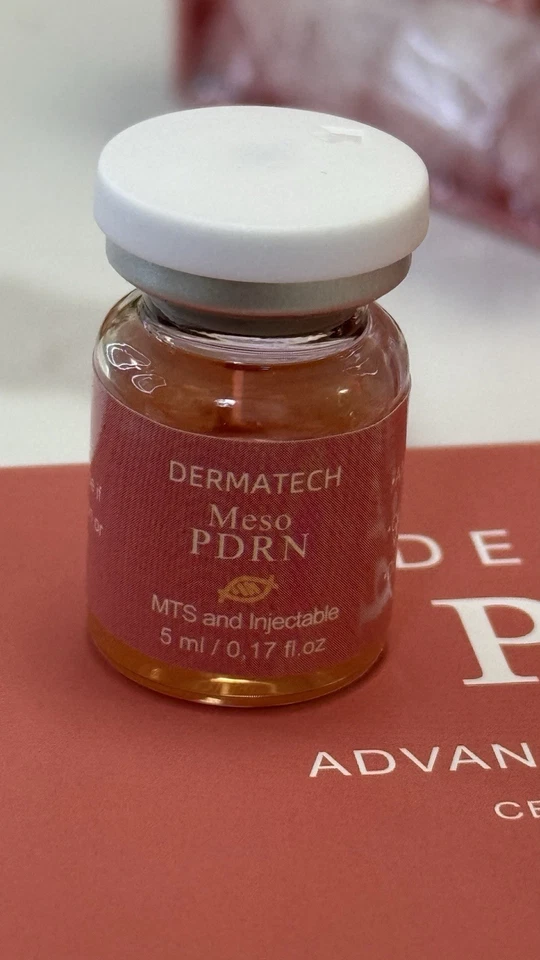 DERMATECH
Meso
PDRN
MTS and Injectable
5 ml / 0,17 fl.oz
DE
P
ADVAN
CE